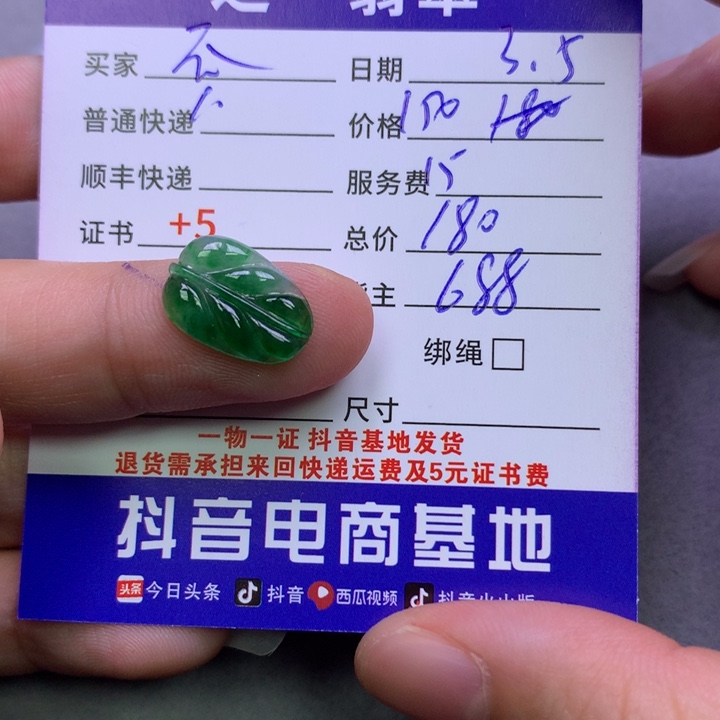 买家 日期 3.5
普通快递 价格 150 180
顺丰快递 服务费 15
证书 +5 总价 180
主 688
绑绳
尺寸
一物一证 抖音基地发货
退货需承担来回快递运费及5元证书费
抖音电商基地
头条 今日头条 抖音 西瓜视频